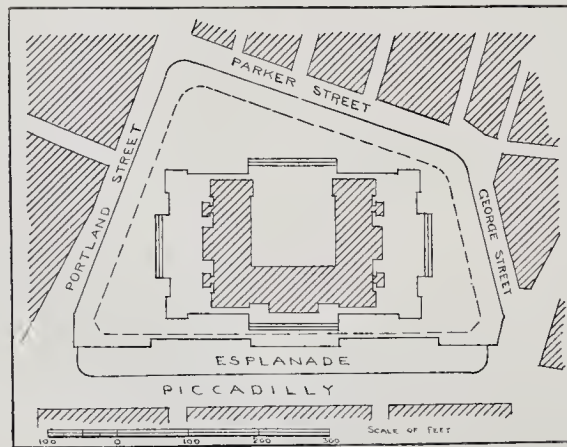 PARKER STREET
PORTLAND STREET
GEORGE STREET
ESPLANADE
PICCADILLY
100 0 100 200 300
SCALE OF FEET